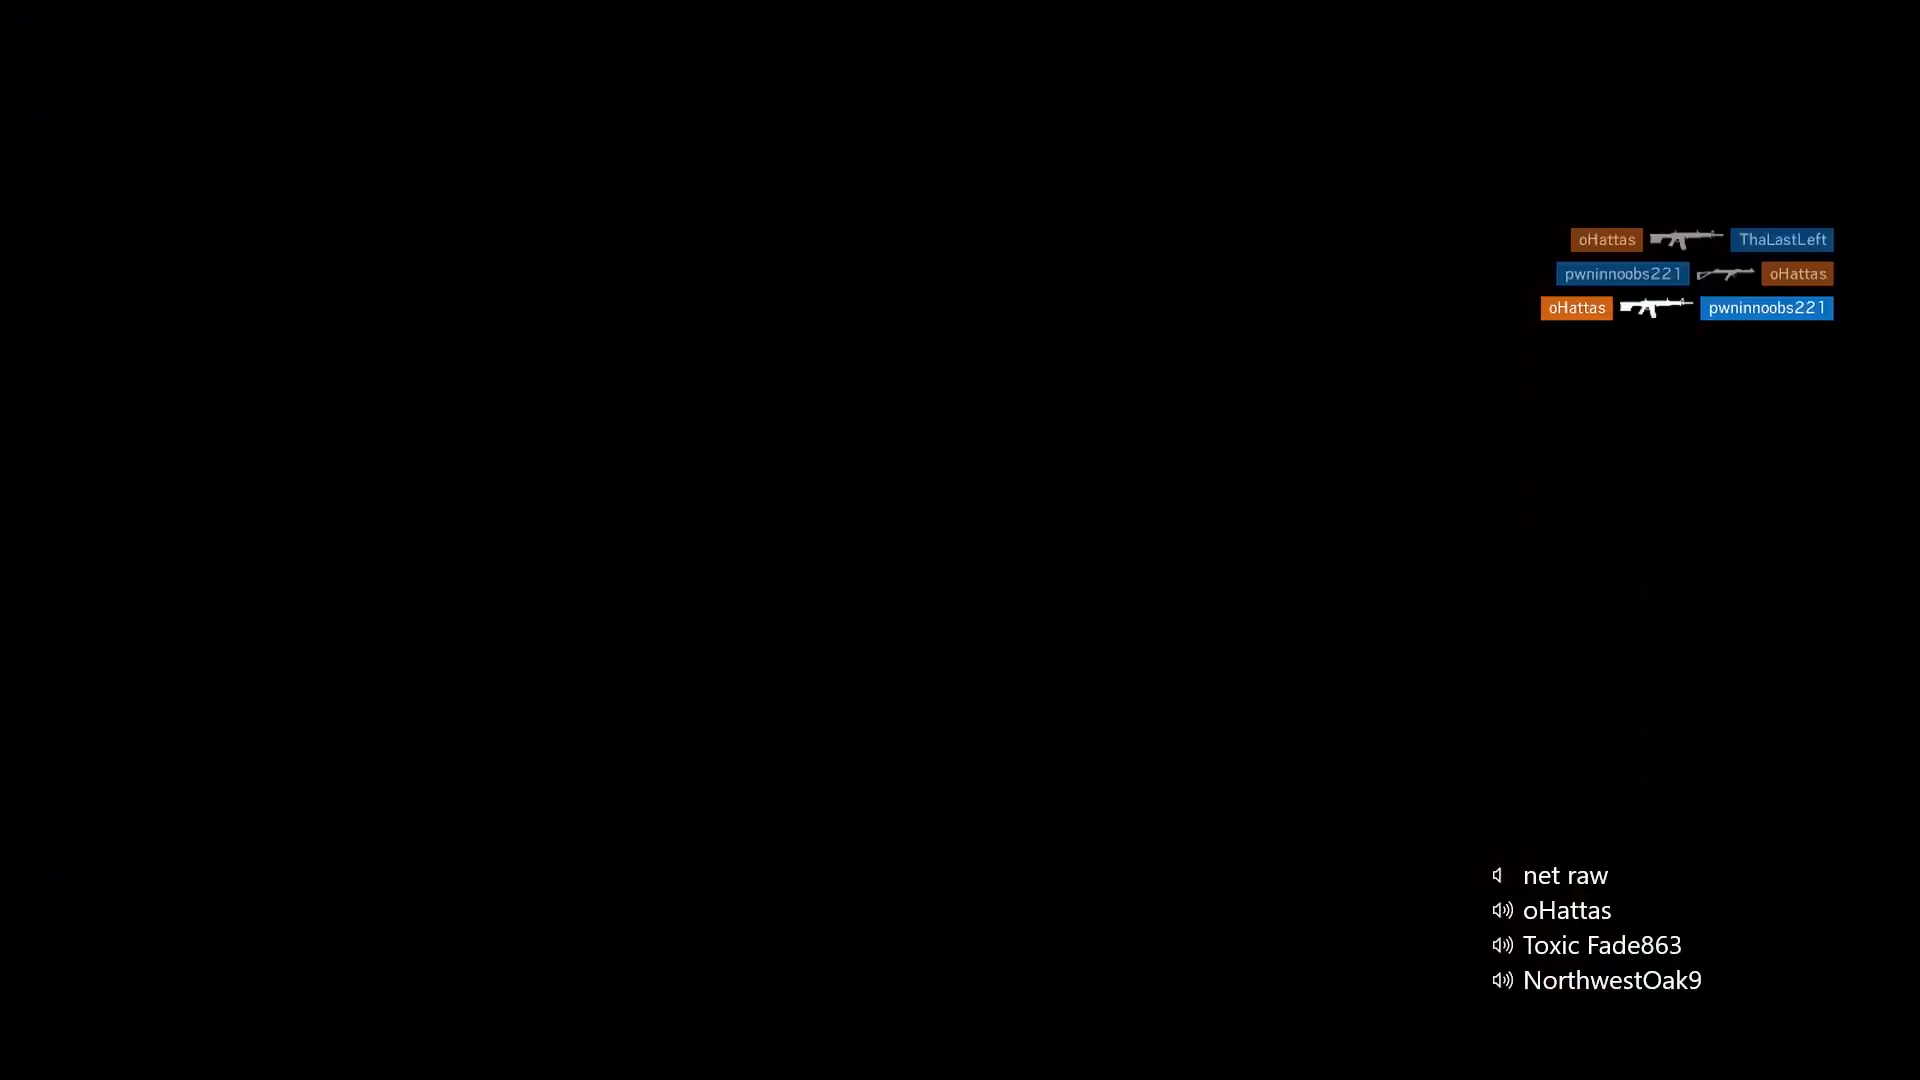 oHattas ThaLastLeft
pwninnoobs221 oHattas
oHattas pwninnoobs221
net raw
oHattas
Toxic Fade863
NorthwestOak9